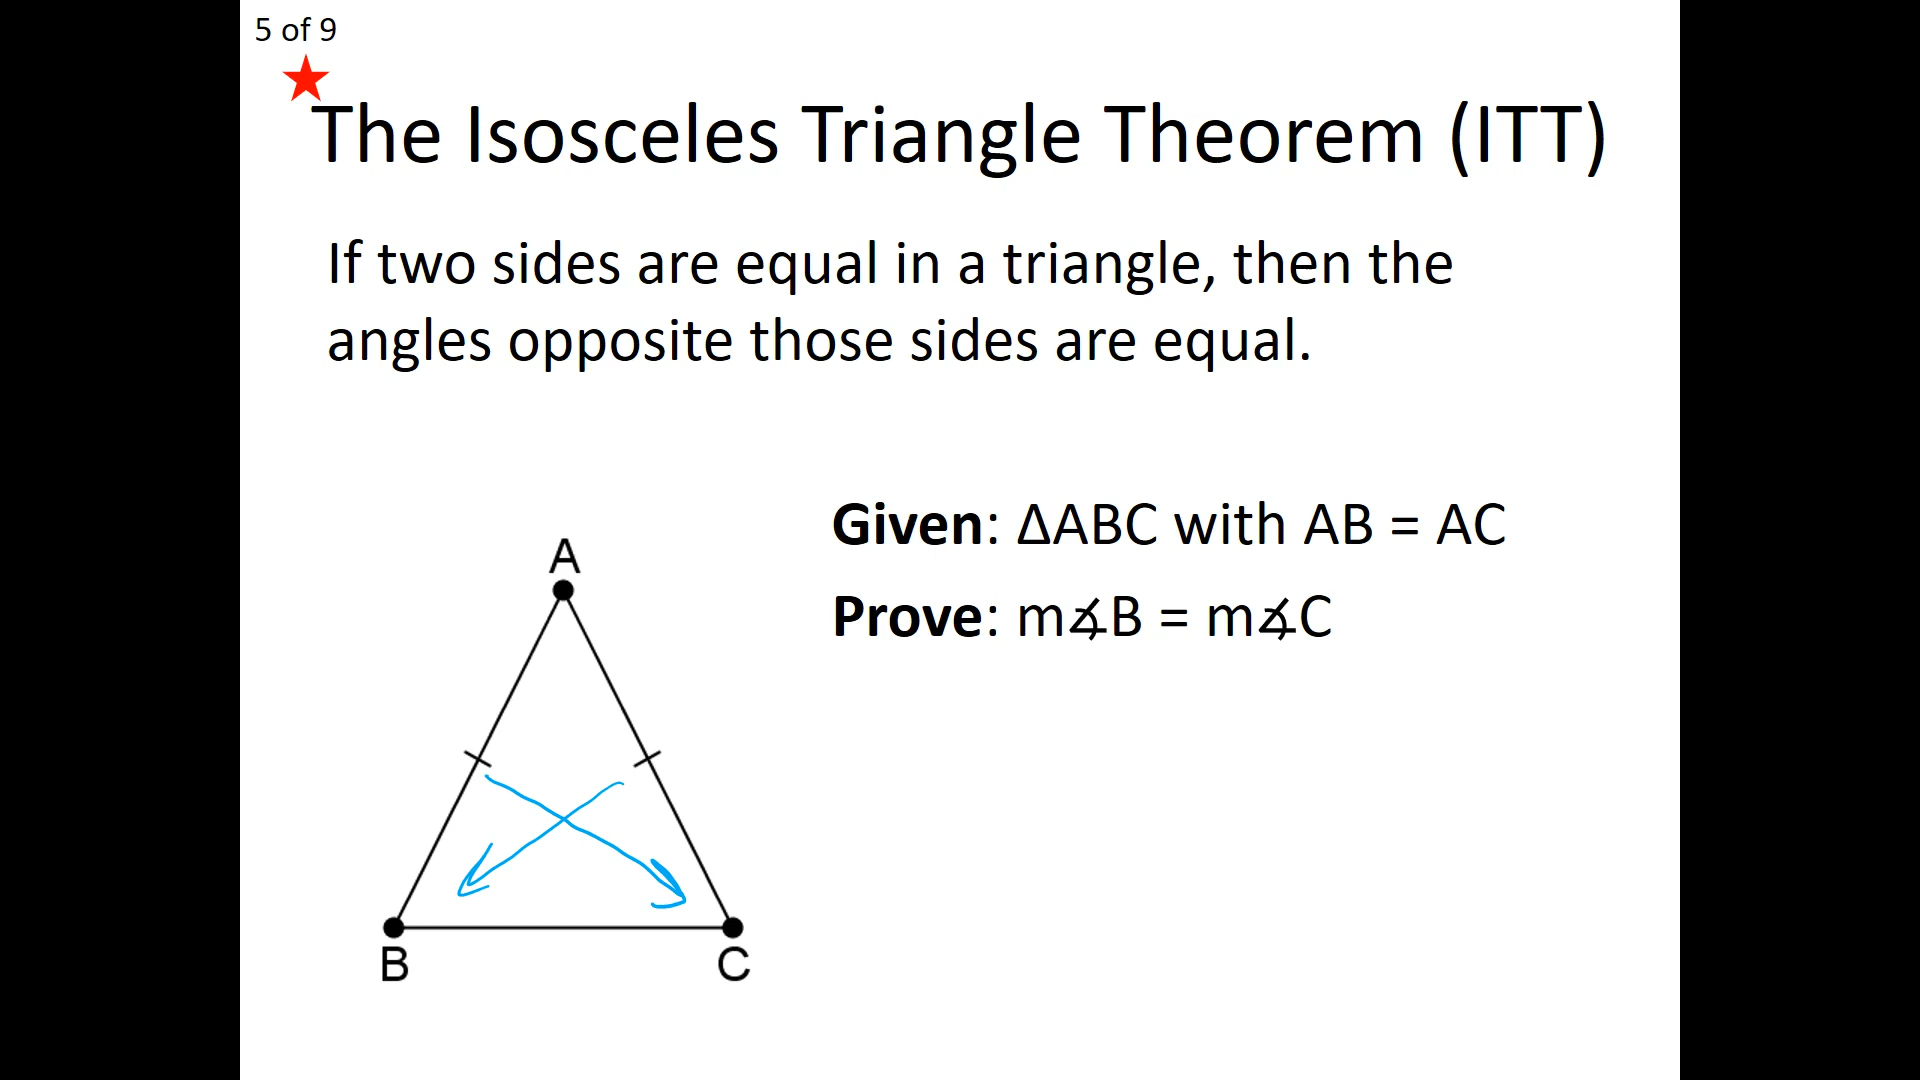 5 of 9
The Isosceles Triangle Theorem (ITT)
If two sides are equal in a triangle, then the
angles opposite those sides are equal.
Given: ΔABC with AB = AC
Prove: m∡B = m∡C
A
B
C